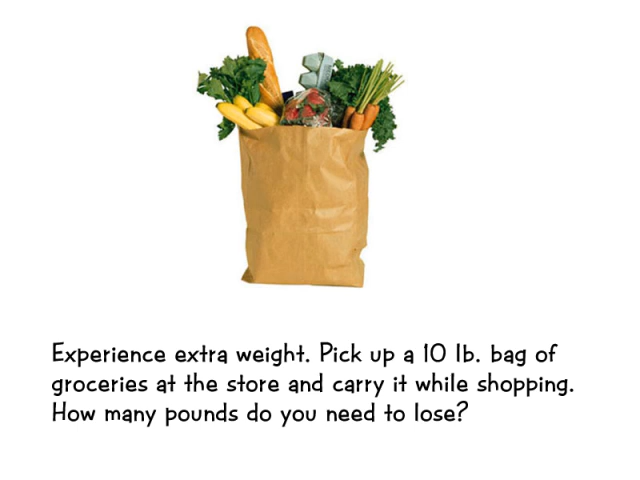 Experience extra weight. Pick up a 10 lb. bag of
groceries at the store and carry it while shopping.
How many pounds do you need to lose?